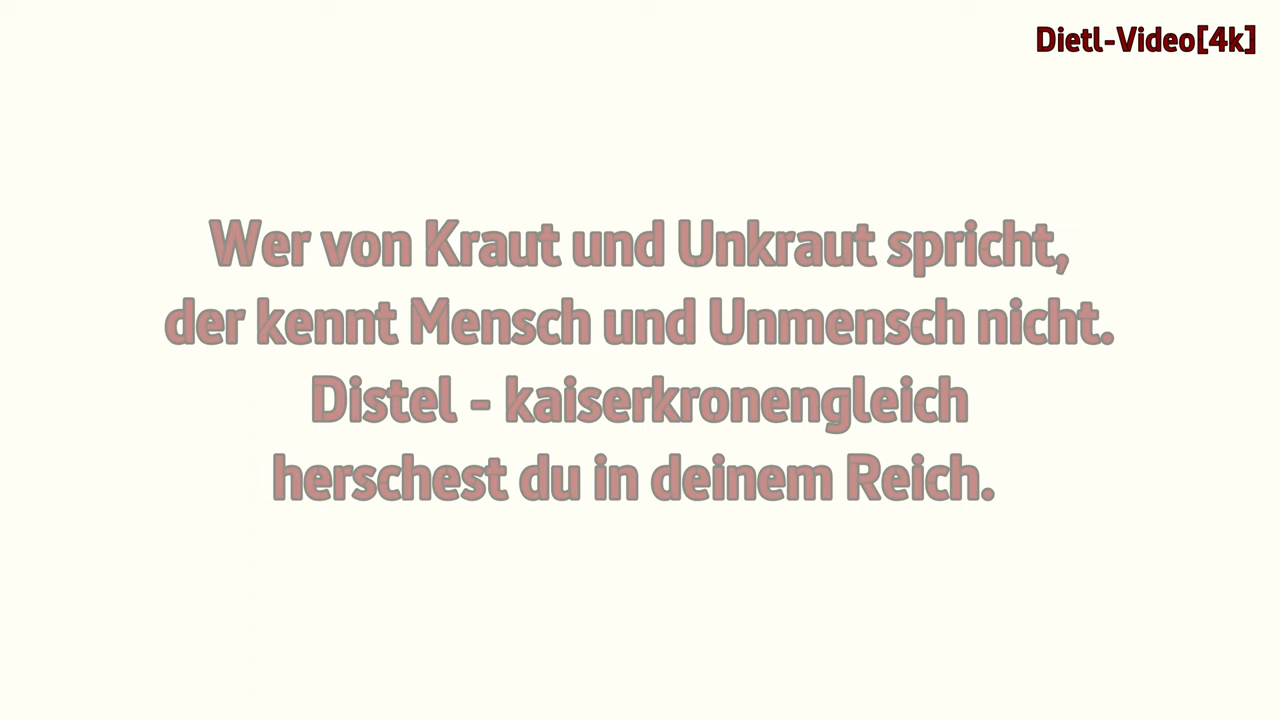 Dietl-Video[4k]
Wer von Kraut und Unkraut spricht,
der kennt Mensch und Unmensch nicht.
Distel - kaiserkronengleich
herschest du in deinem Reich.